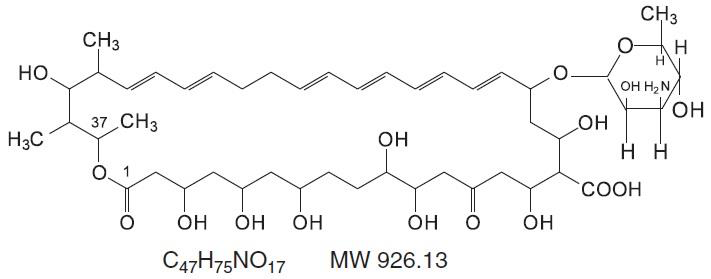 CH₃
CH₃ O H H
HO O OH H₂N OH
37 CH₃ OH OH
H₃C H H
O 1 COOH
O OH OH OH OH O OH
C₄₇H₇₅NO₁₇ MW 926.13